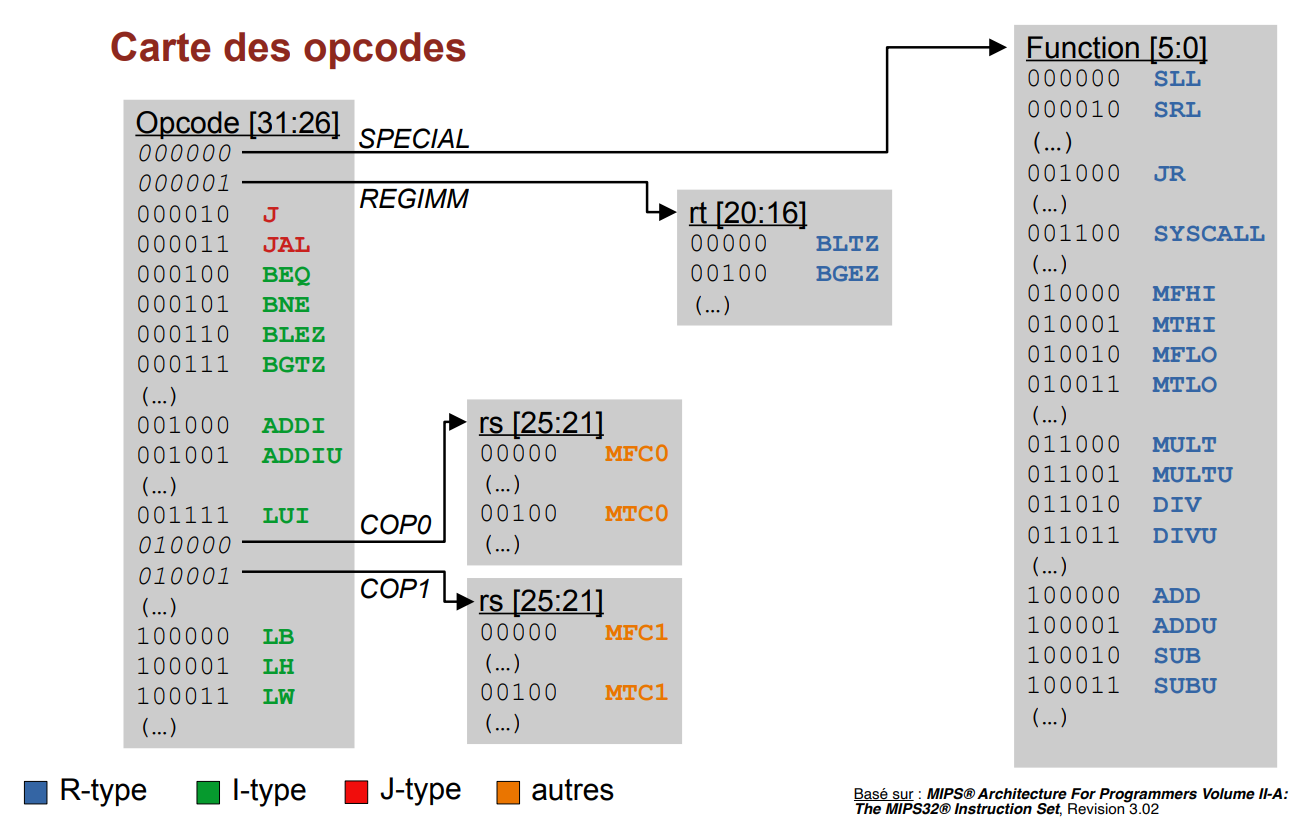 Carte des opcodes
Opcode [31:26]
000000
000001
000010 J
000011 JAL
000100 BEQ
000101 BNE
000110 BLEZ
000111 BGTZ
(…)
001000 ADDI
001001 ADDIU
(…)
001111 LUI
010000
010001
(…)
100000 LB
100001 LH
100011 LW
(…)
SPECIAL
REGIMM
COP0
COP1
rt [20:16]
00000 BLTZ
00100 BGEZ
(…)
rs [25:21]
00000 MFC0
(…)
00100 MTC0
(…)
rs [25:21]
00000 MFC1
(…)
00100 MTC1
(…)
Function [5:0]
000000 SLL
000010 SRL
(…)
001000 JR
(…)
001100 SYSCALL
(…)
010000 MFHI
010001 MTHI
010010 MFLO
010011 MTLO
(…)
011000 MULT
011001 MULTU
011010 DIV
011011 DIVU
(…)
100000 ADD
100001 ADDU
100010 SUB
100011 SUBU
(…)
R-type
I-type
J-type
autres
Basé sur : MIPS® Architecture For Programmers Volume II-A:
The MIPS32® Instruction Set, Revision 3.02